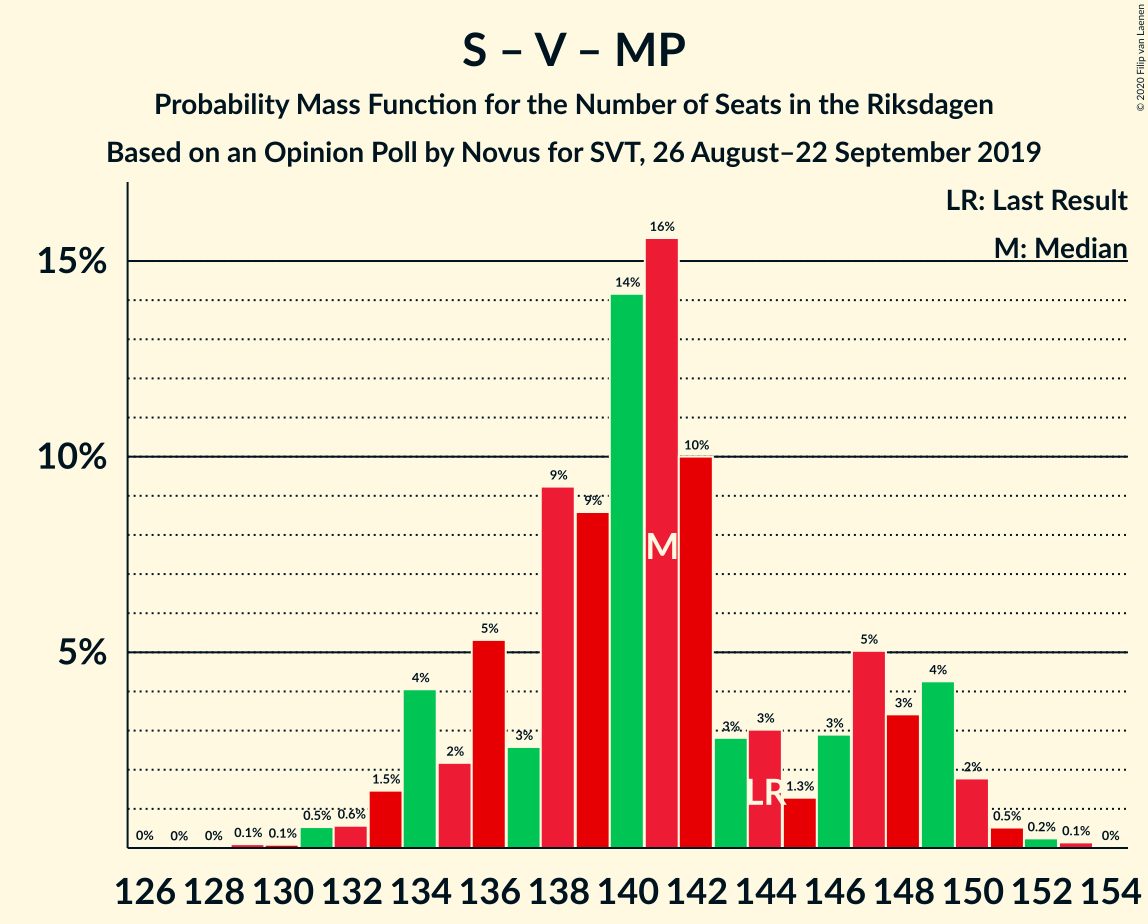 S – V – MP
Probability Mass Function for the Number of Seats in the Riksdagen
Based on an Opinion Poll by Novus for SVT, 26 August–22 September 2019
© 2020 Filip van Laenen
LR: Last Result
M: Median
15%
10%
5%
0% 0% 0% 0.1% 0.1% 0.5% 0.6% 1.5% 4% 2% 5% 3% 9% 9% 14% 16% 10% 3% 3% 1.3% 3% 5% 3% 4% 2% 0.5% 0.2% 0.1% 0%
M
LR
126 128 130 132 134 136 138 140 142 144 146 148 150 152 154